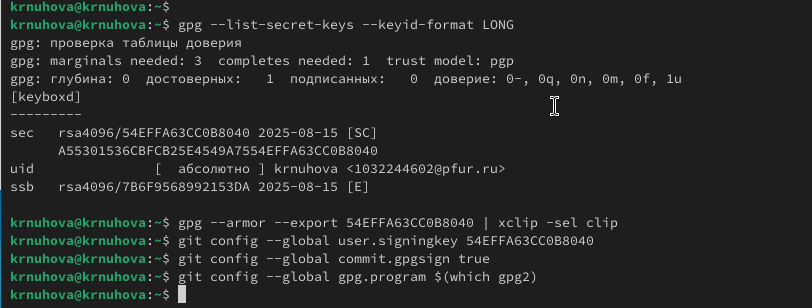 krnuhova@krnuhova:~$
krnuhova@krnuhova:~$ gpg --list-secret-keys --keyid-format LONG
gpg: проверка таблицы доверия
gpg: marginals needed: 3  completes needed: 1  trust model: pgp
gpg: глубина: 0  достоверных:   1  подписанных:   0  доверие: 0-, 0q, 0n, 0m, 0f, 1u
[keyboxd]
---------
sec   rsa4096/54EFFA63CC0B8040 2025-08-15 [SC]
      A55301536CBFCB25E4549A7554EFFA63CC0B8040
uid               [  абсолютно ] krnuhova <1032244602@pfur.ru>
ssb   rsa4096/7B6F9568992153DA 2025-08-15 [E]
krnuhova@krnuhova:~$ gpg --armor --export 54EFFA63CC0B8040 | xclip -sel clip
krnuhova@krnuhova:~$ git config --global user.signingkey 54EFFA63CC0B8040
krnuhova@krnuhova:~$ git config --global commit.gpgsign true
krnuhova@krnuhova:~$ git config --global gpg.program $(which gpg2)
krnuhova@krnuhova:~$